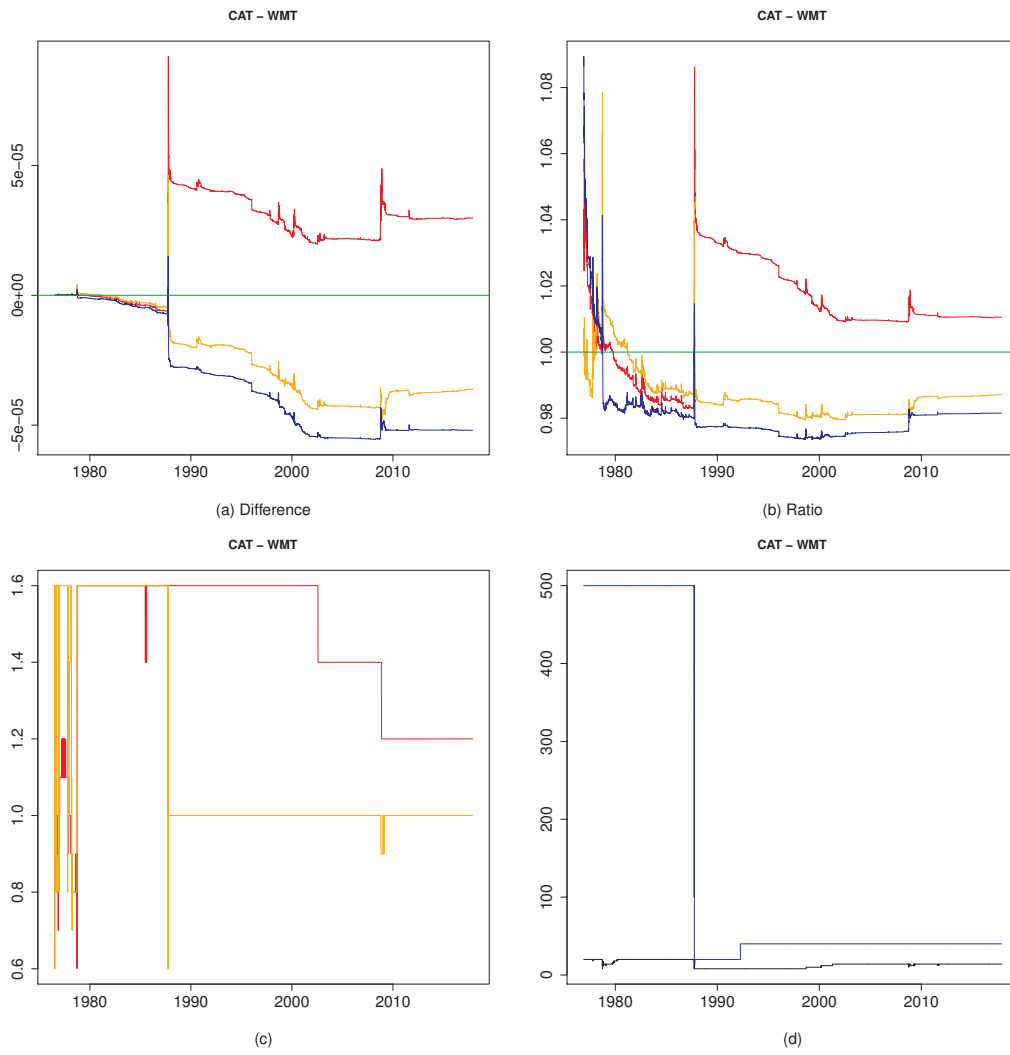 CAT − WMT
CAT − WMT
5e−05
0e+00
−5e−05
1980 1990 2000 2010
1.08
1.06
1.04
1.02
1.00
0.98
1980 1990 2000 2010
(a) Difference
(b) Ratio
CAT − WMT
CAT − WMT
1.6
1.4
1.2
1.0
0.8
0.6
1980 1990 2000 2010
500
400
300
200
100
0
1980 1990 2000 2010
(c)
(d)